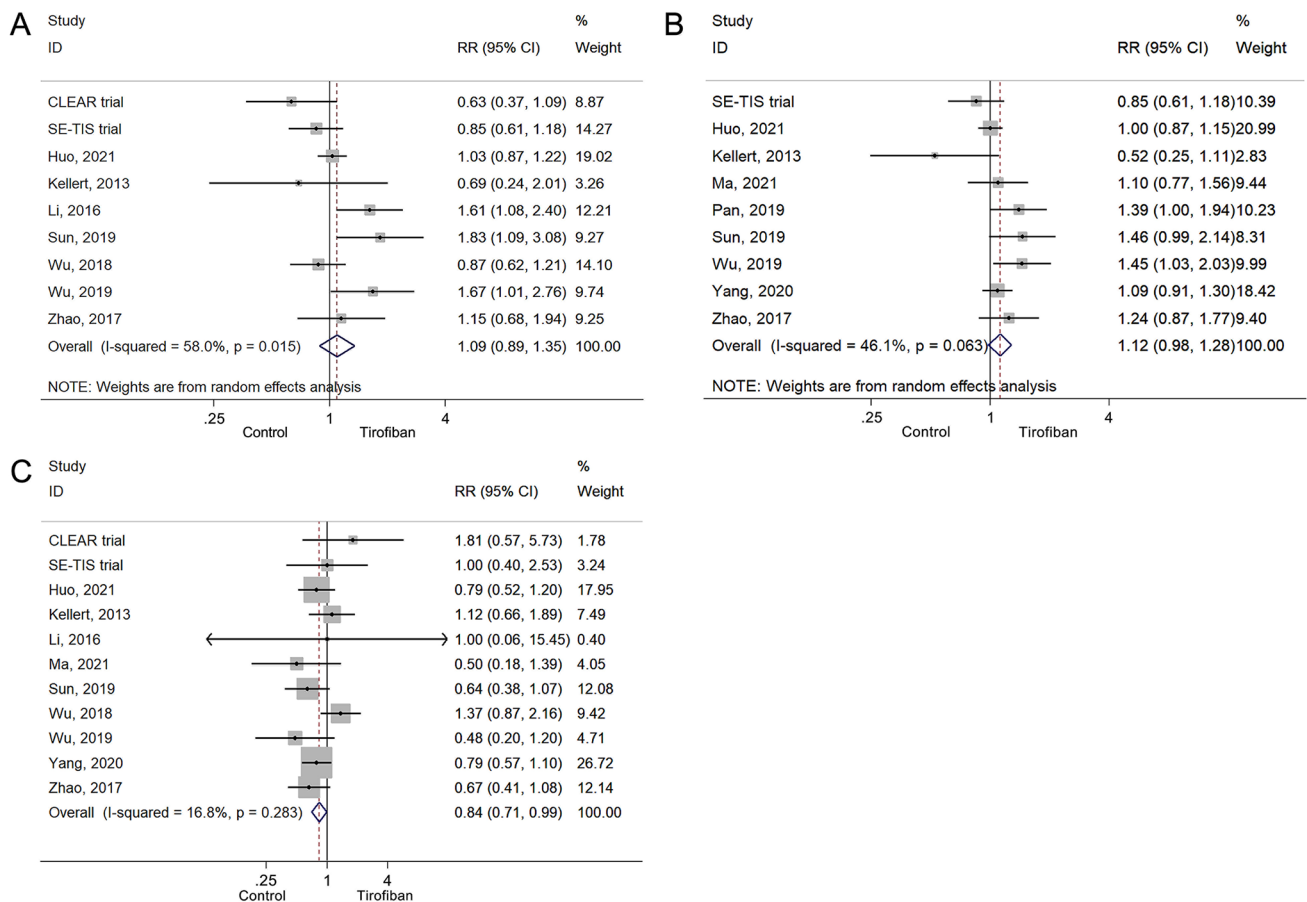 A
Study %
ID RR (95% CI) Weight
CLEAR trial 0.63 (0.37, 1.09) 8.87
SE-TIS trial 0.85 (0.61, 1.18) 14.27
Huo, 2021 1.03 (0.87, 1.22) 19.02
Kellert, 2013 0.69 (0.24, 2.01) 3.26
Li, 2016 1.61 (1.08, 2.40) 12.21
Sun, 2019 1.83 (1.09, 3.08) 9.27
Wu, 2018 0.87 (0.62, 1.21) 14.10
Wu, 2019 1.67 (1.01, 2.76) 9.74
Zhao, 2017 1.15 (0.68, 1.94) 9.25
Overall (I-squared = 58.0%, p = 0.015) 1.09 (0.89, 1.35) 100.00
NOTE: Weights are from random effects analysis
.25 1 4
Control Tirofiban
B
Study %
ID RR (95% CI) Weight
SE-TIS trial 0.85 (0.61, 1.18) 10.39
Huo, 2021 1.00 (0.87, 1.15) 20.99
Kellert, 2013 0.52 (0.25, 1.11) 2.83
Ma, 2021 1.10 (0.77, 1.56) 9.44
Pan, 2019 1.39 (1.00, 1.94) 10.23
Sun, 2019 1.46 (0.99, 2.14) 8.31
Wu, 2019 1.45 (1.03, 2.03) 9.99
Yang, 2020 1.09 (0.91, 1.30) 18.42
Zhao, 2017 1.24 (0.87, 1.77) 9.40
Overall (I-squared = 46.1%, p = 0.063) 1.12 (0.98, 1.28) 100.00
NOTE: Weights are from random effects analysis
.25 1 4
Control Tirofiban
C
Study %
ID RR (95% CI) Weight
CLEAR trial 1.81 (0.57, 5.73) 1.78
SE-TIS trial 1.00 (0.40, 2.53) 3.24
Huo, 2021 0.79 (0.52, 1.20) 17.95
Kellert, 2013 1.12 (0.66, 1.89) 7.49
Li, 2016 1.00 (0.06, 15.45) 0.40
Ma, 2021 0.50 (0.18, 1.39) 4.05
Sun, 2019 0.64 (0.38, 1.07) 12.08
Wu, 2018 1.37 (0.87, 2.16) 9.42
Wu, 2019 0.48 (0.20, 1.20) 4.71
Yang, 2020 0.79 (0.57, 1.10) 26.72
Zhao, 2017 0.67 (0.41, 1.08) 12.14
Overall (I-squared = 16.8%, p = 0.283) 0.84 (0.71, 0.99) 100.00
.25 1 4
Control Tirofiban